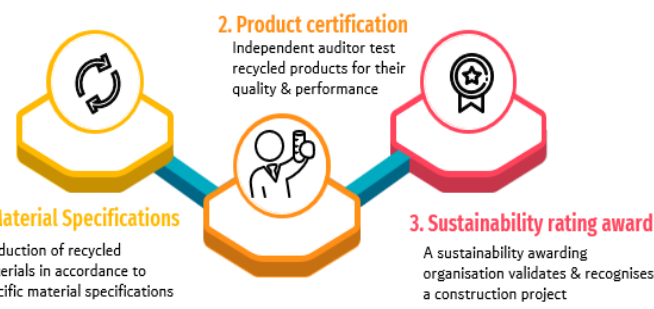 2. Product certification
Independent auditor test
recycled products for their
quality & performance
Material Specifications
duction of recycled
terials in accordance to
cific material specifications
3. Sustainability rating award
A sustainability awarding
organisation validates & recognises
a construction project